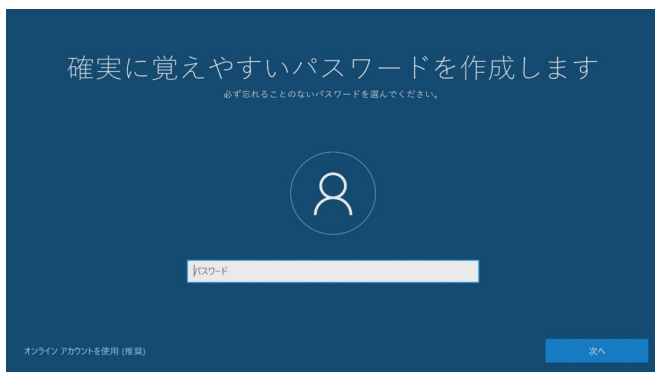 確実に覚えやすいパスワードを作成します
必ず忘れることのないパスワードを選んでください。
パスワード
オンライン アカウントを使用 (推奨)
次へ